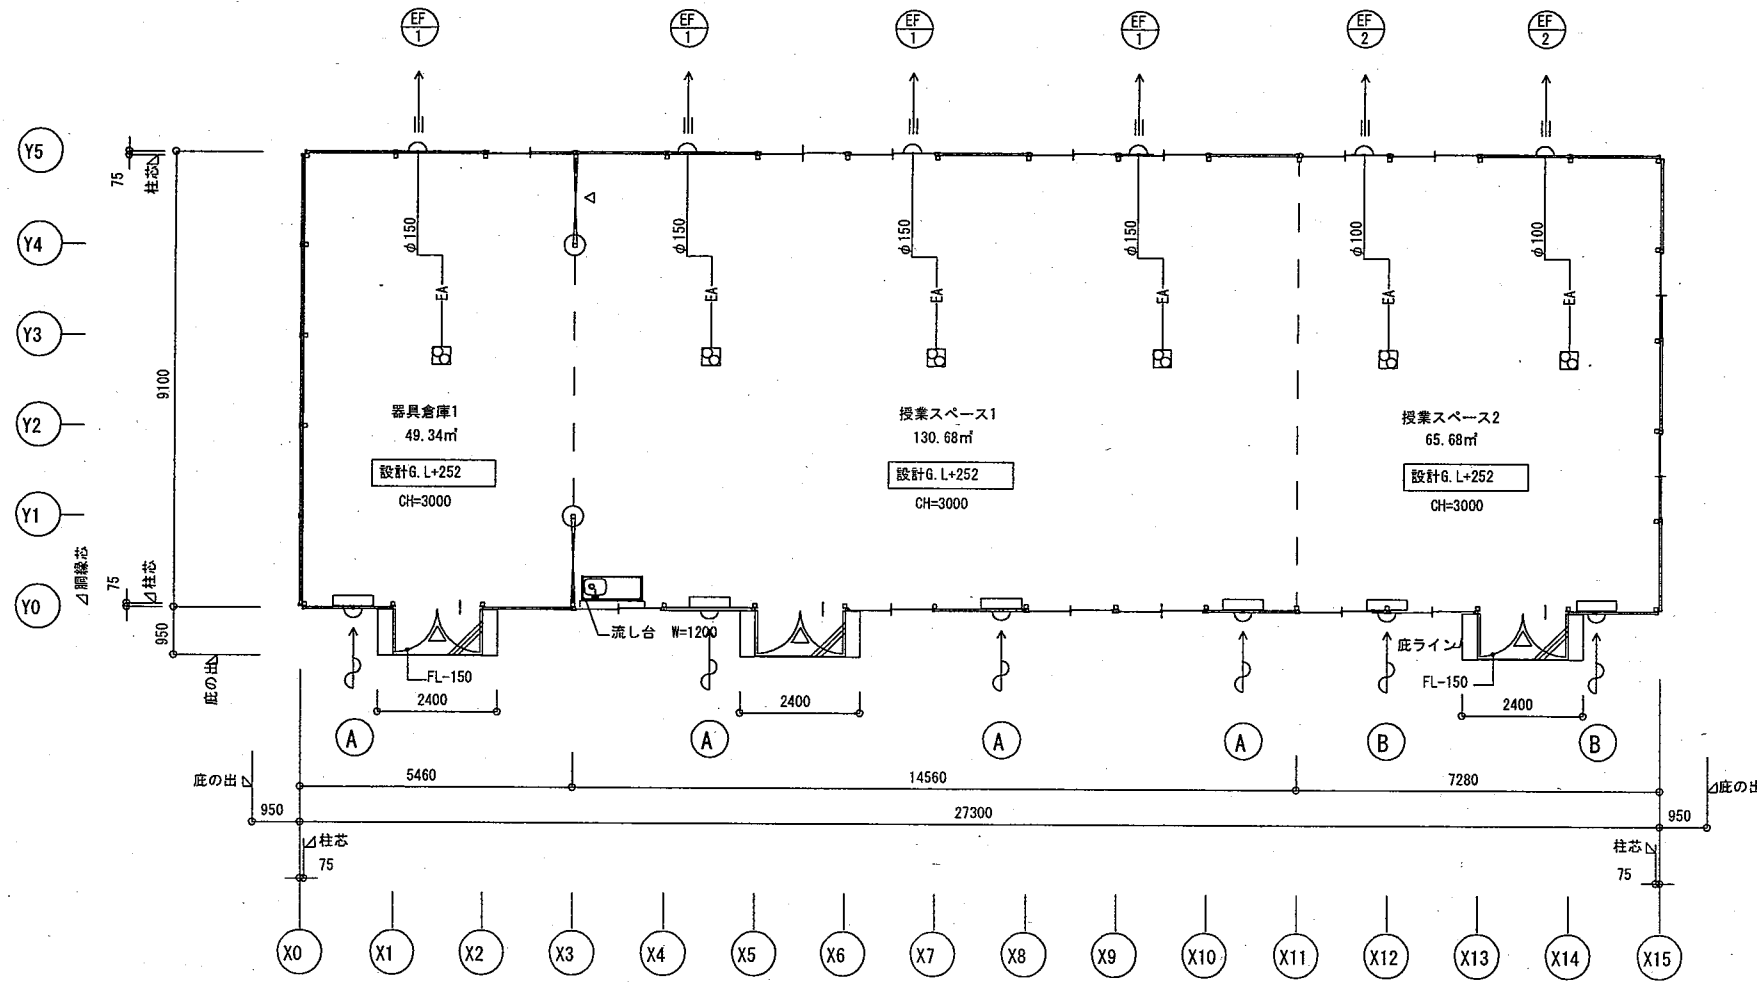 EF
1
EF
1
EF
1
EF
1
EF
2
EF
2
Y5
75
柱芯
Y4
φ150
φ150
φ150
φ150
φ100
φ100
EA
EA
EA
EA
EA
EA
Y3
9100
器具倉庫1
49.34㎡
設計G.L+252
CH=3000
授業スペース1
130.68㎡
設計G.L+252
CH=3000
授業スペース2
65.68㎡
設計G.L+252
CH=3000
Y2
Y1
胴縁芯
75
柱芯
Y0
950
庇の出
流し台 W=1200
庇ライン
FL-150
FL-150
2400
2400
2400
A
A
A
A
B
B
庇の出
5460
14560
7280
庇の出
950
27300
950
柱芯
75
柱芯
75
X0
X1
X2
X3
X4
X5
X6
X7
X8
X9
X10
X11
X12
X13
X14
X15